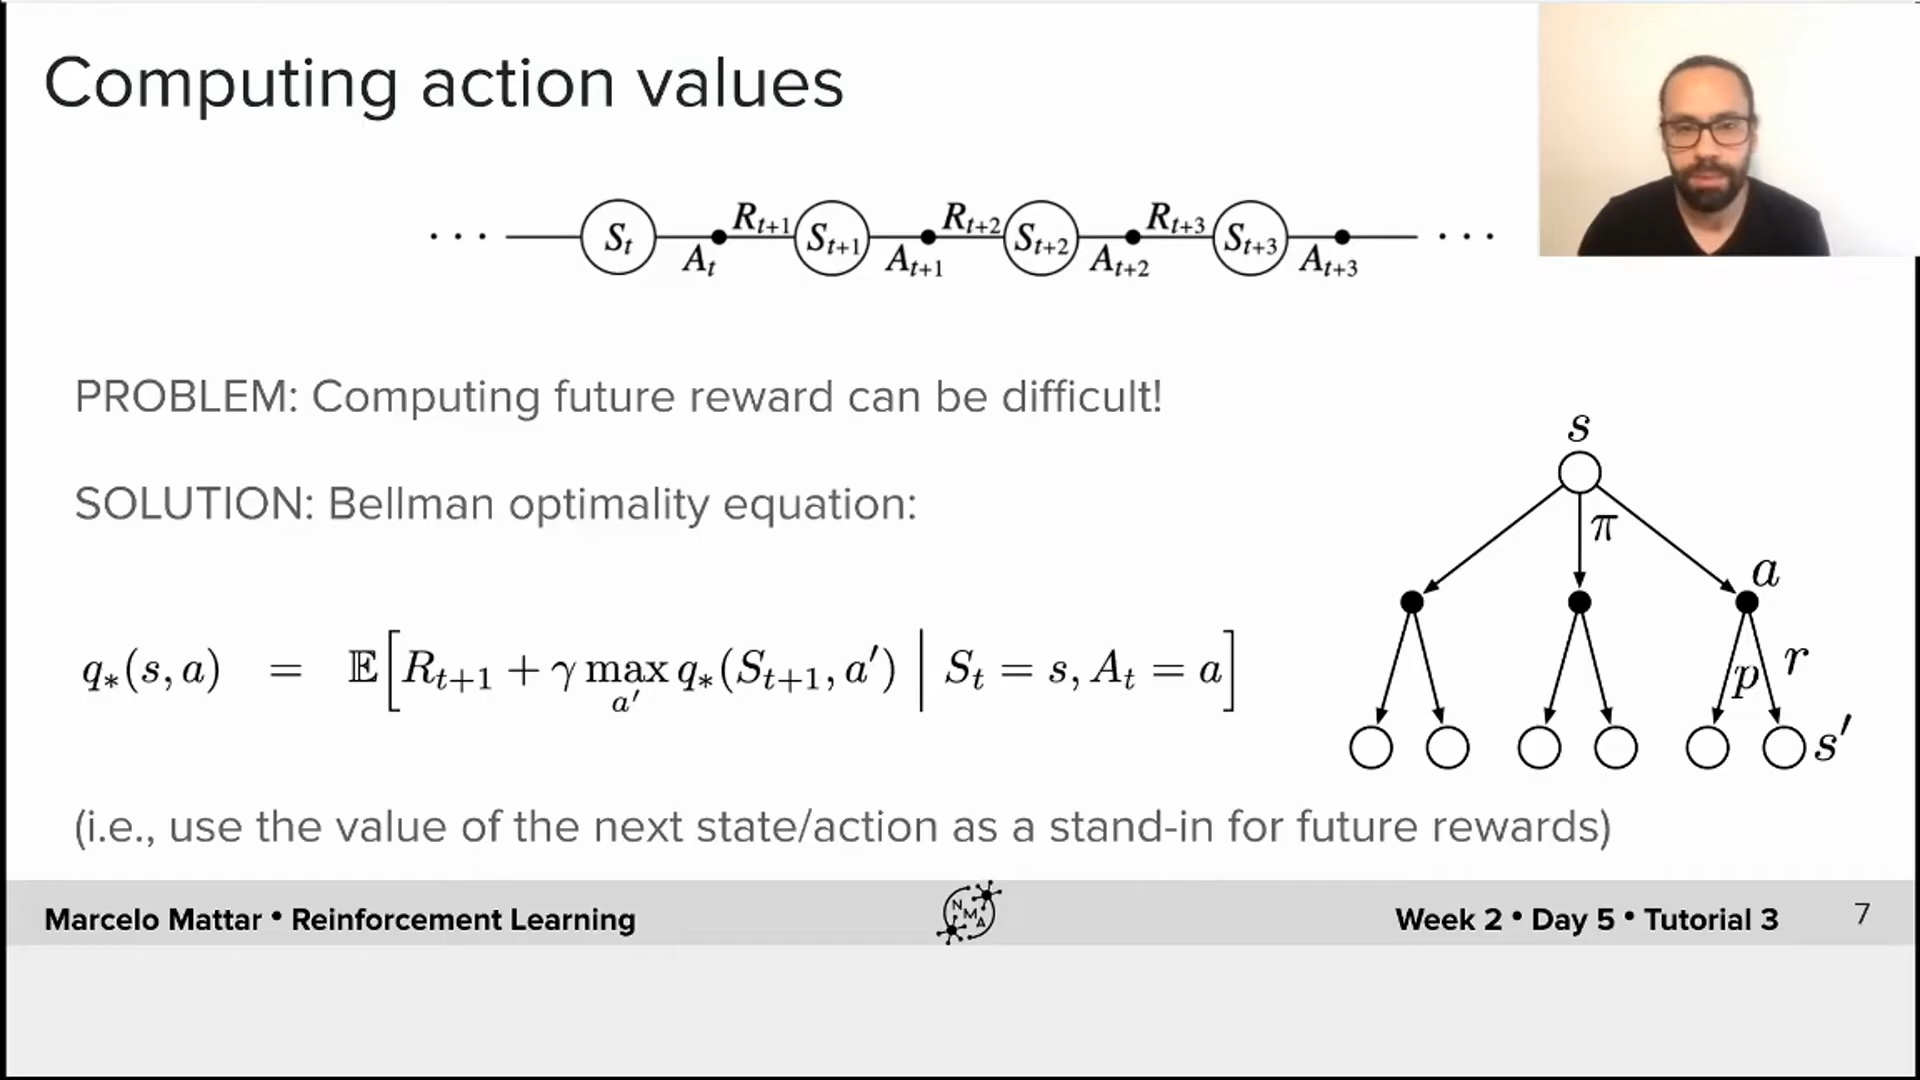 Computing action values
··· S_t A_t R_{t+1} S_{t+1} A_{t+1} R_{t+2} S_{t+2} A_{t+2} R_{t+3} S_{t+3} A_{t+3} ···
PROBLEM: Computing future reward can be difficult!
SOLUTION: Bellman optimality equation:
q_*(s, a) = 𝔼[R_{t+1} + γ max_{a′} q_*(S_{t+1}, a′) | S_t = s, A_t = a]
s
π
a
p
r
s′
(i.e., use the value of the next state/action as a stand-in for future rewards)
Marcelo Mattar • Reinforcement Learning
NMA
Week 2 • Day 5 • Tutorial 3
7